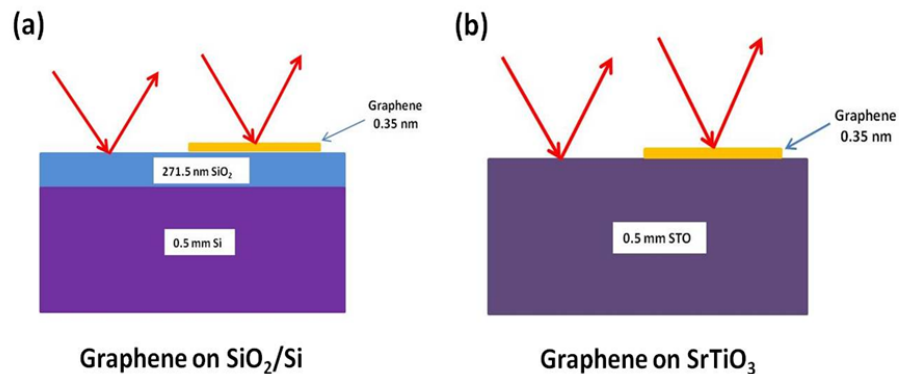 (a)
Graphene
0.35 nm
271.5 nm SiO₂
0.5 mm Si
Graphene on SiO₂/Si
(b)
Graphene
0.35 nm
0.5 mm STO
Graphene on SrTiO₃